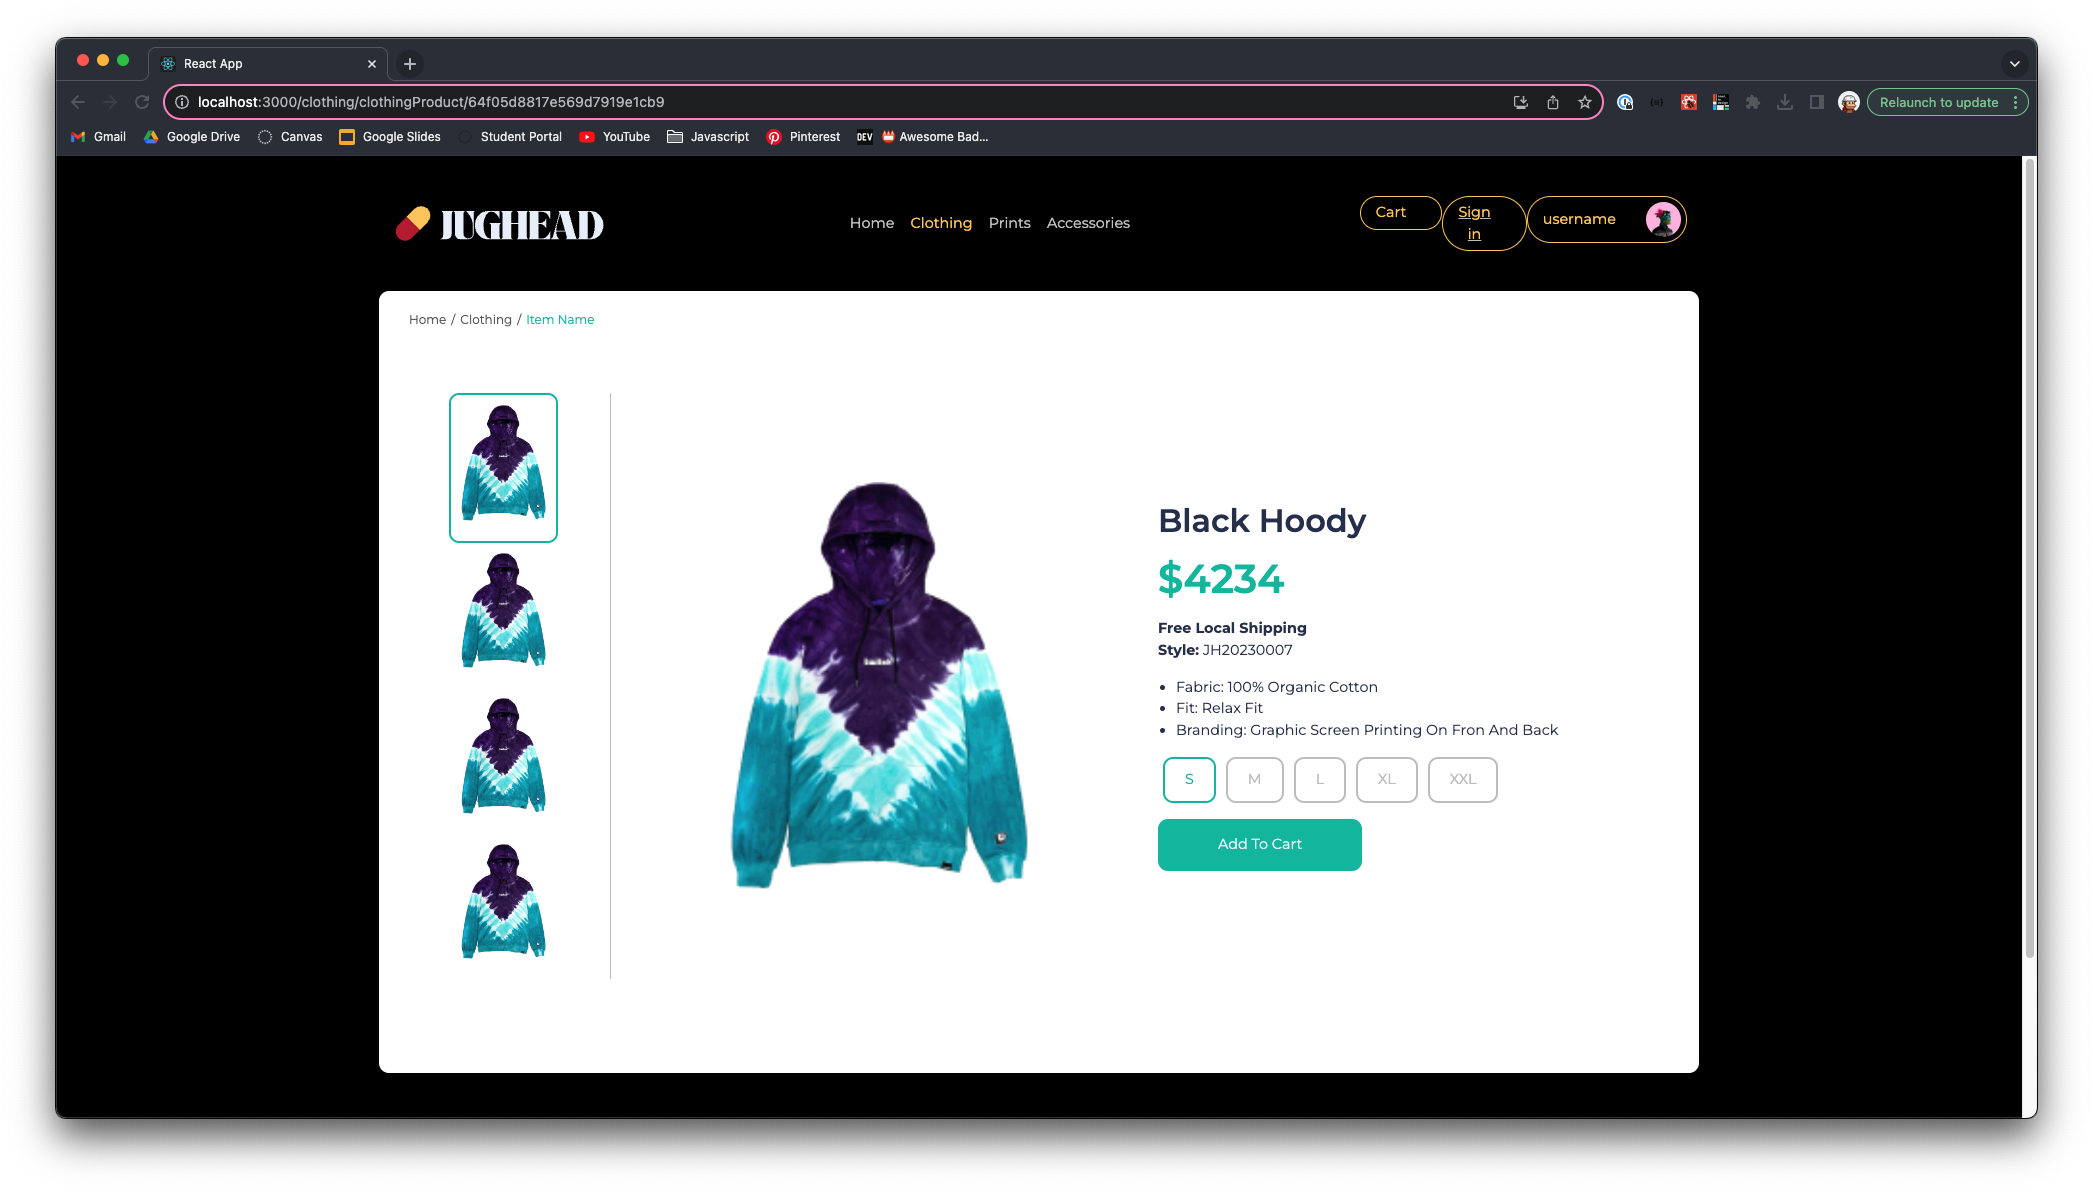 React App
localhost:3000/clothing/clothingProduct/64f05d8817e569d7919e1cb9
Relaunch to update
Gmail Google Drive Canvas Google Slides Student Portal YouTube Javascript Pinterest DEV Awesome Bad...
JUGHEAD
Home Clothing Prints Accessories
Cart
Sign
in
username
Home / Clothing / Item Name
Black Hoody
$4234
Free Local Shipping
Style: JH20230007
Fabric: 100% Organic Cotton
Fit: Relax Fit
Branding: Graphic Screen Printing On Fron And Back
S M L XL XXL
Add To Cart